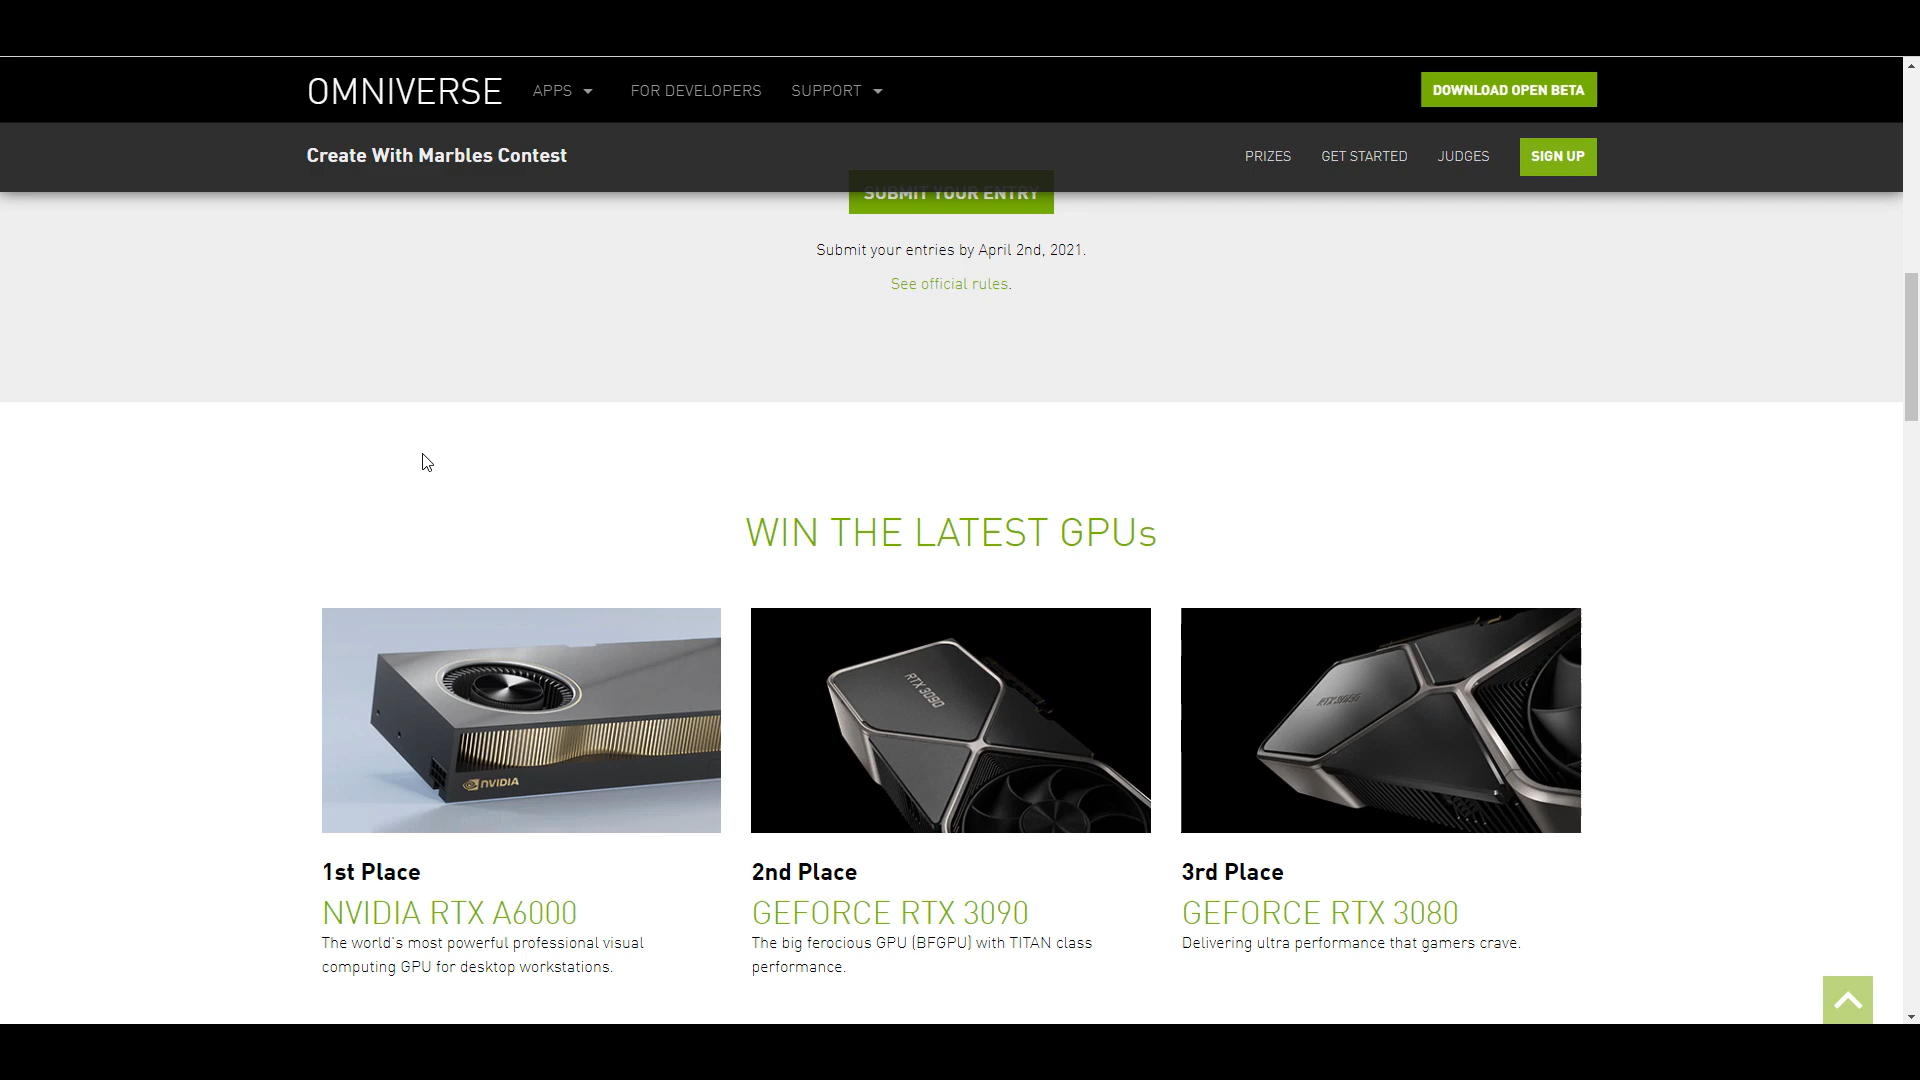 OMNIVERSE APPS FOR DEVELOPERS SUPPORT DOWNLOAD OPEN BETA
Create With Marbles Contest PRIZES GET STARTED JUDGES SIGN UP
SUBMIT YOUR ENTRY
Submit your entries by April 2nd, 2021.
See official rules.
WIN THE LATEST GPUs
NVIDIA
RTX 3090
1st Place
NVIDIA RTX A6000
The world's most powerful professional visual
computing GPU for desktop workstations.
2nd Place
GEFORCE RTX 3090
The big ferocious GPU (BFGPU) with TITAN class
performance.
3rd Place
GEFORCE RTX 3080
Delivering ultra performance that gamers crave.